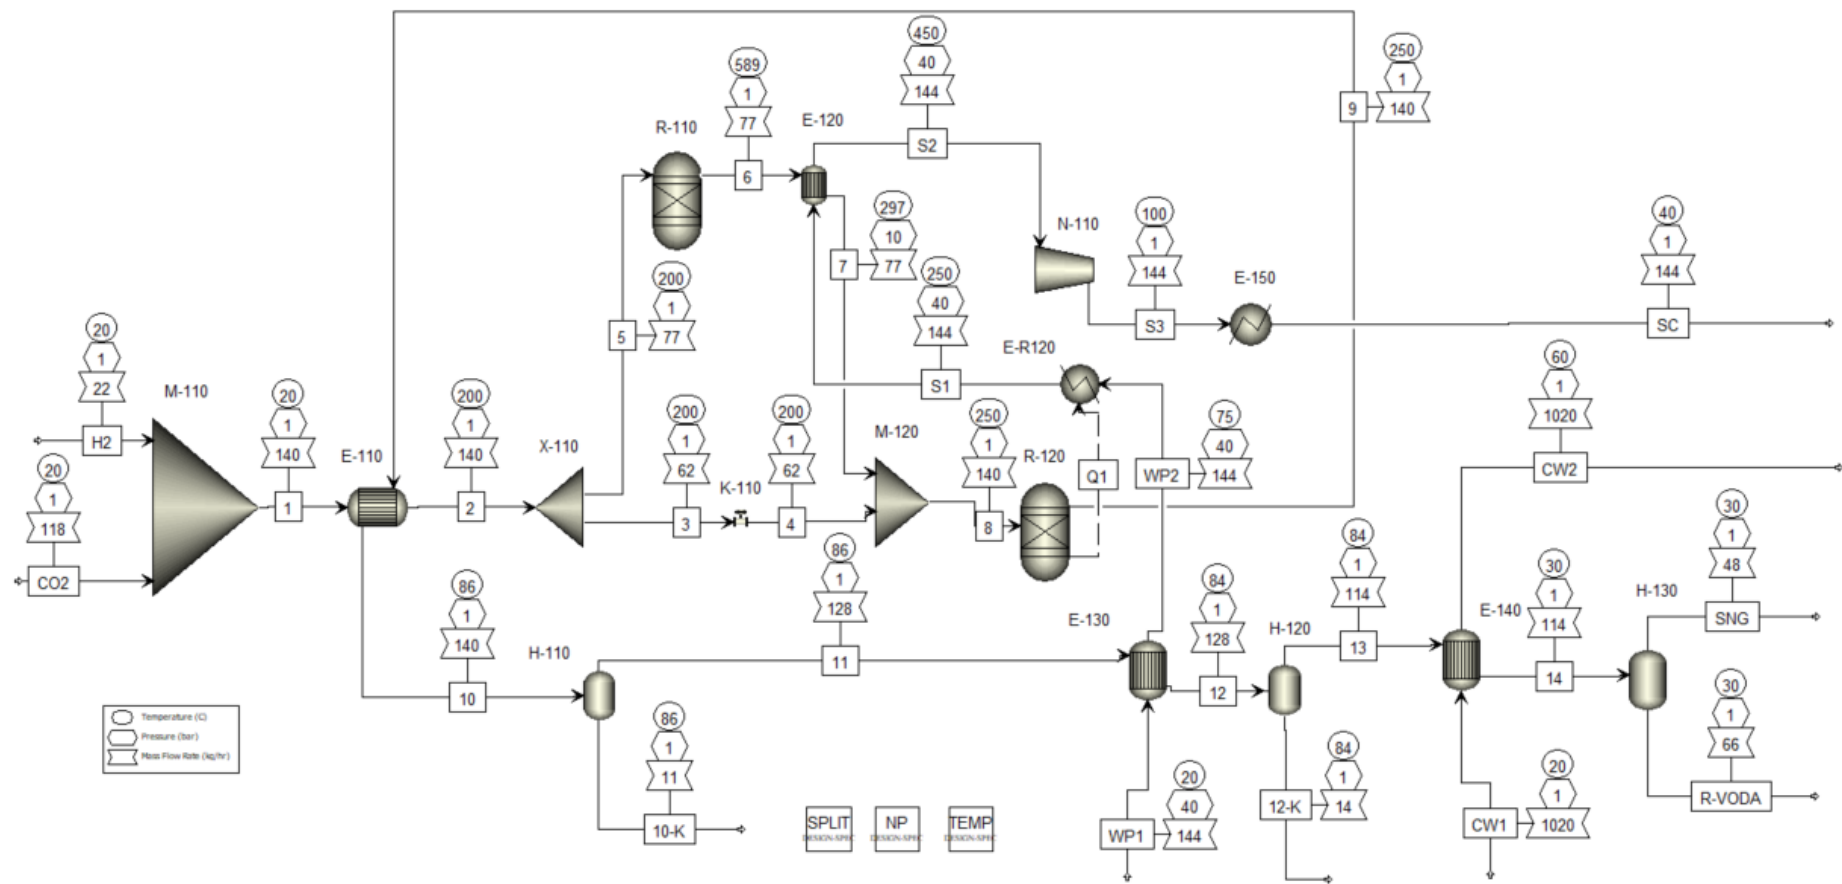 450
40
144
S2
250
1
140
9
589
1
77
6
R-110
E-120
297
10
77
7
N-110
100
1
144
S3
E-150
40
1
144
SC
250
40
144
S1
E-R120
200
1
77
5
20
1
22
H2
M-110
20
1
118
CO2
20
1
140
1
E-110
200
1
140
2
X-110
200
1
62
3
K-110
200
1
62
4
M-120
250
1
140
8
R-120
Q1
75
40
144
WP2
60
1
1020
CW2
86
1
140
10
H-110
86
1
128
11
E-130
84
1
128
12
H-120
84
1
114
13
E-140
30
1
114
14
H-130
30
1
48
SNG
30
1
66
R-VODA
86
1
11
10-K
20
40
144
WP1
84
1
14
12-K
20
1
1020
CW1
Temperature (C)
Pressure (bar)
Mass Flow Rate (kg/hr)
SPLIT
DESIGN-SPEC
NP
DESIGN-SPEC
TEMP
DESIGN-SPEC